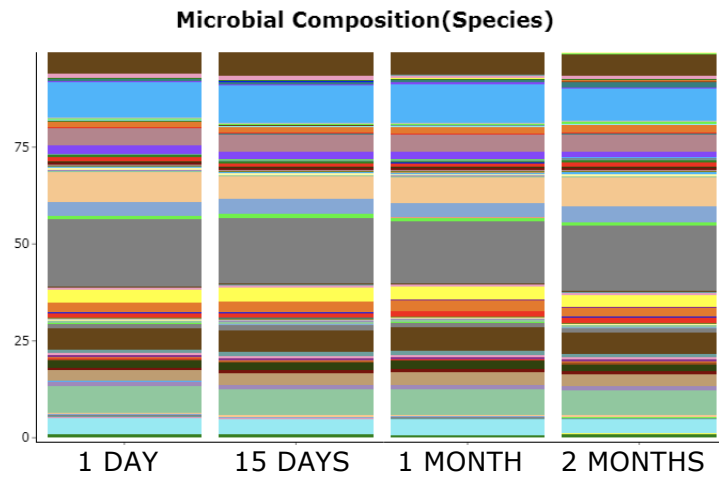 Microbial Composition(Species)
75
50
25
0
1 DAY 15 DAYS 1 MONTH 2 MONTHS